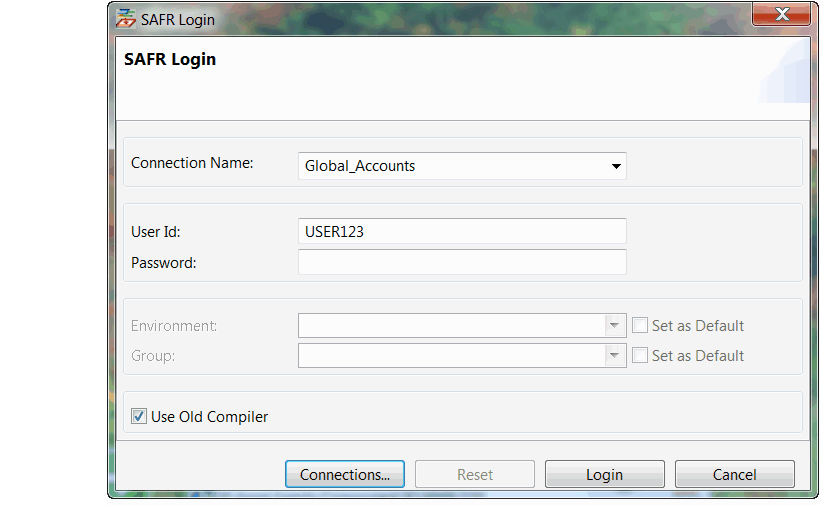 SAFR Login
SAFR Login
Connection Name: Global_Accounts
User Id: USER123
Password:
Environment: Set as Default
Group: Set as Default
Use Old Compiler
Connections... Reset Login Cancel